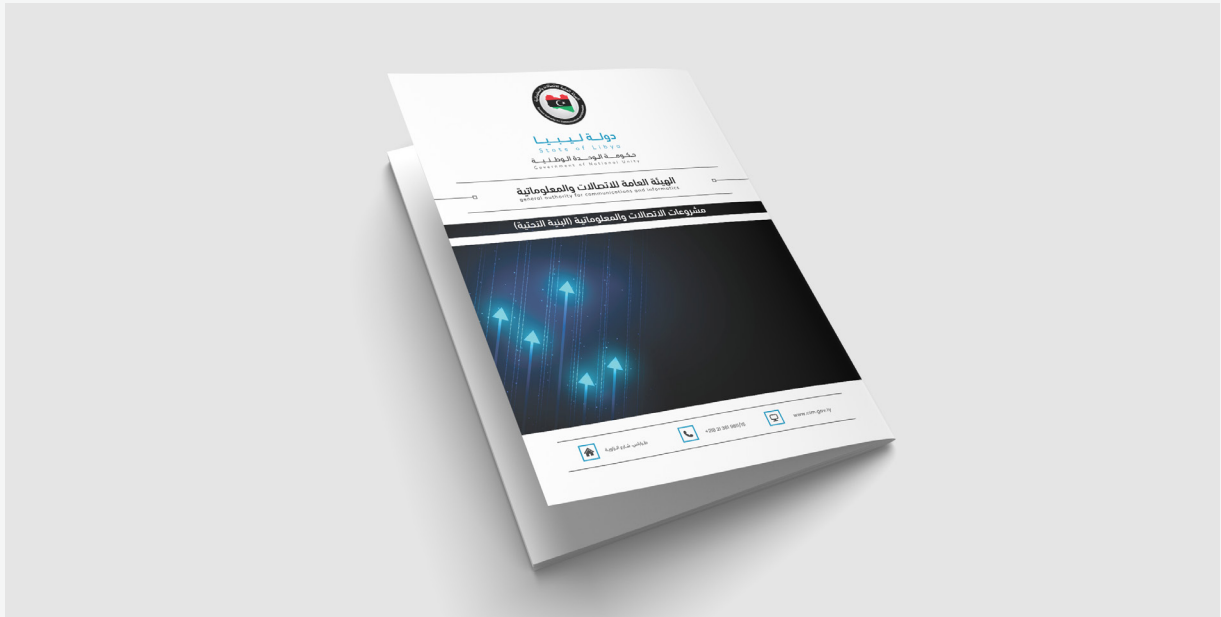 دولة ليبيا
State of Libya
حكومة الوحدة الوطنية
Government of National Unity
الهيئة العامة للاتصالات والمعلوماتية
general authority for communications and informatics
مشروعات الاتصالات والمعلوماتية (البنية التحتية)
www.cim.gov.ly